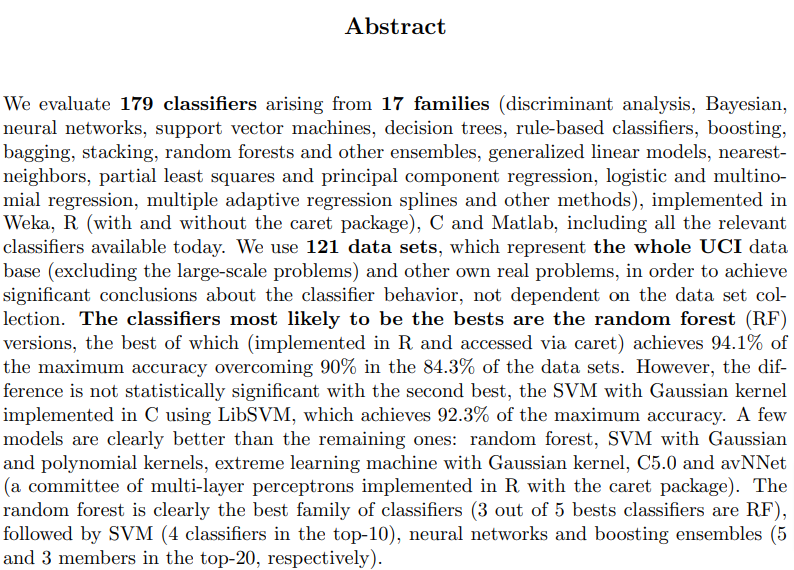 Abstract
We evaluate 179 classifiers arising from 17 families (discriminant analysis, Bayesian,
neural networks, support vector machines, decision trees, rule-based classifiers, boosting,
bagging, stacking, random forests and other ensembles, generalized linear models, nearest-
neighbors, partial least squares and principal component regression, logistic and multino-
mial regression, multiple adaptive regression splines and other methods), implemented in
Weka, R (with and without the caret package), C and Matlab, including all the relevant
classifiers available today. We use 121 data sets, which represent the whole UCI data
base (excluding the large-scale problems) and other own real problems, in order to achieve
significant conclusions about the classifier behavior, not dependent on the data set col-
lection. The classifiers most likely to be the bests are the random forest (RF)
versions, the best of which (implemented in R and accessed via caret) achieves 94.1% of
the maximum accuracy overcoming 90% in the 84.3% of the data sets. However, the dif-
ference is not statistically significant with the second best, the SVM with Gaussian kernel
implemented in C using LibSVM, which achieves 92.3% of the maximum accuracy. A few
models are clearly better than the remaining ones: random forest, SVM with Gaussian
and polynomial kernels, extreme learning machine with Gaussian kernel, C5.0 and avNNet
(a committee of multi-layer perceptrons implemented in R with the caret package). The
random forest is clearly the best family of classifiers (3 out of 5 bests classifiers are RF),
followed by SVM (4 classifiers in the top-10), neural networks and boosting ensembles (5
and 3 members in the top-20, respectively).